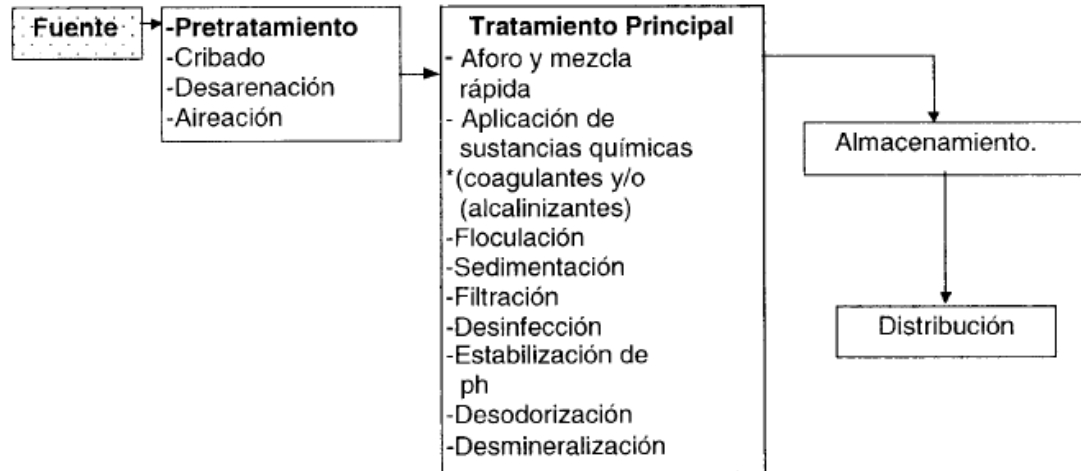 Fuente
-Pretratamiento
-Cribado
-Desarenación
-Aireación
Tratamiento Principal
- Aforo y mezcla
rápida
- Aplicación de
sustancias químicas
*(coagulantes y/o
(alcalinizantes)
-Floculación
-Sedimentación
-Filtración
-Desinfección
-Estabilización de
ph
-Desodorización
-Desmineralización
Almacenamiento.
Distribución